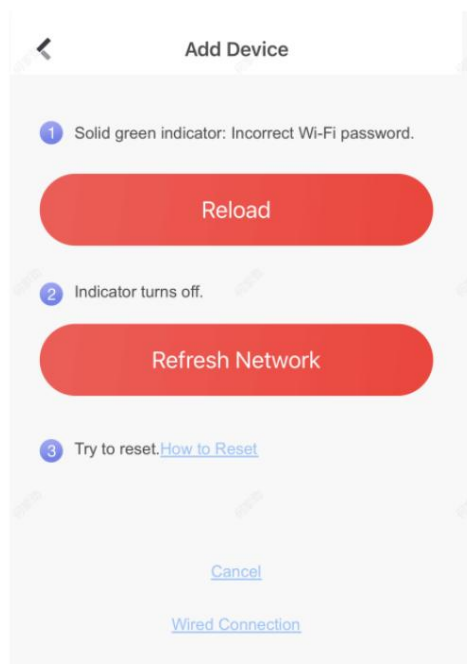 Add Device
1 Solid green indicator: Incorrect Wi-Fi password.
Reload
2 Indicator turns off.
Refresh Network
3 Try to reset.How to Reset
Cancel
Wired Connection